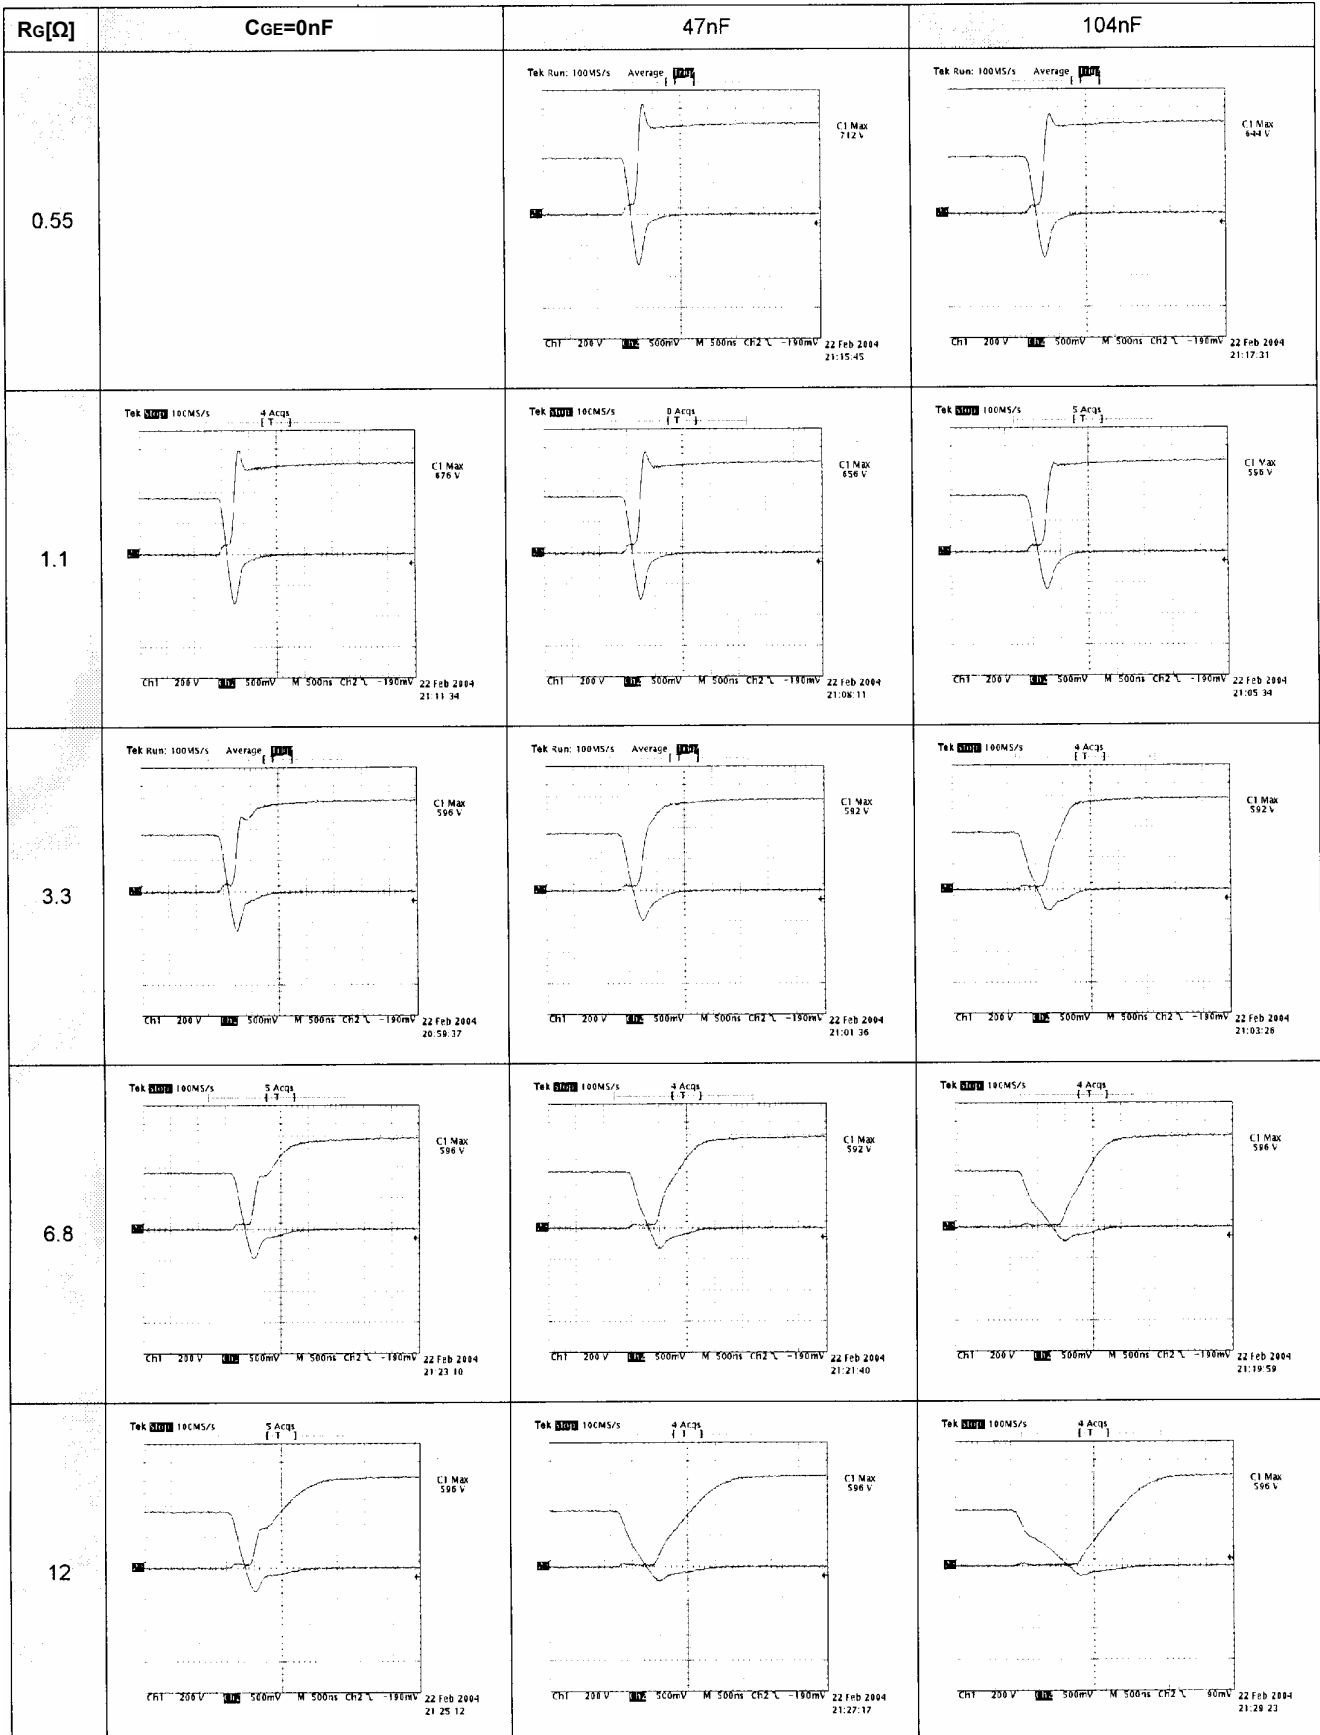 RG[Ω] CGE=0nF 47nF 104nF
0.55
Tek Run: 100MS/s Average
C1 Max
712 V
Ch1 200 V Ch2 500mV M 500ns Ch2 -190mV
22 Feb 2004
21:15:45
Tek Run: 100MS/s Average
C1 Max
644 V
Ch1 200 V Ch2 500mV M 500ns Ch2 -190mV
22 Feb 2004
21:17:31
1.1
Tek Stop 100MS/s 4 Acqs
[ T ]
C1 Max
676 V
Ch1 200 V Ch2 500mV M 500ns Ch2 -190mV
22 Feb 2004
21:11:34
Tek Stop 100MS/s 0 Acqs
[ T ]
C1 Max
656 V
Ch1 200 V Ch2 500mV M 500ns Ch2 -190mV
22 Feb 2004
21:08:11
Tek Stop 100MS/s 5 Acqs
[ T ]
C1 Max
Ch1 200 V Ch2 500mV M 500ns Ch2 -190mV
22 Feb 2004
21:05:34
3.3
Tek Run: 100MS/s Average
C1 Max
596 V
Ch1 200 V Ch2 500mV M 500ns Ch2 -190mV
22 Feb 2004
20:59:37
Tek Run: 100MS/s Average
C1 Max
592 V
Ch1 200 V Ch2 500mV M 500ns Ch2 -190mV
22 Feb 2004
21:01:36
Tek Stop 100MS/s 4 Acqs
[ T ]
C1 Max
592 V
Ch1 200 V Ch2 500mV M 500ns Ch2 -190mV
22 Feb 2004
21:03:26
6.8
Tek Stop 100MS/s 5 Acqs
[ T ]
C1 Max
596 V
Ch1 200 V Ch2 500mV M 500ns Ch2 -190mV
22 Feb 2004
21:23:10
Tek Stop 100MS/s 4 Acqs
[ T ]
C1 Max
592 V
Ch1 200 V Ch2 500mV M 500ns Ch2 -190mV
22 Feb 2004
21:21:40
Tek Stop 100MS/s 4 Acqs
[ T ]
C1 Max
596 V
Ch1 200 V Ch2 500mV M 500ns Ch2 -190mV
22 Feb 2004
21:19:59
12
Tek Stop 100MS/s 5 Acqs
[ T ]
C1 Max
596 V
Ch1 200 V Ch2 500mV M 500ns Ch2 -190mV
22 Feb 2004
21:25:12
Tek Stop 100MS/s 4 Acqs
[ T ]
C1 Max
596 V
Ch1 200 V Ch2 500mV M 500ns Ch2 -190mV
22 Feb 2004
21:27:17
Tek Stop 100MS/s 4 Acqs
[ T ]
C1 Max
596 V
Ch1 200 V Ch2 500mV M 500ns Ch2 90mV
22 Feb 2004
21:29:23